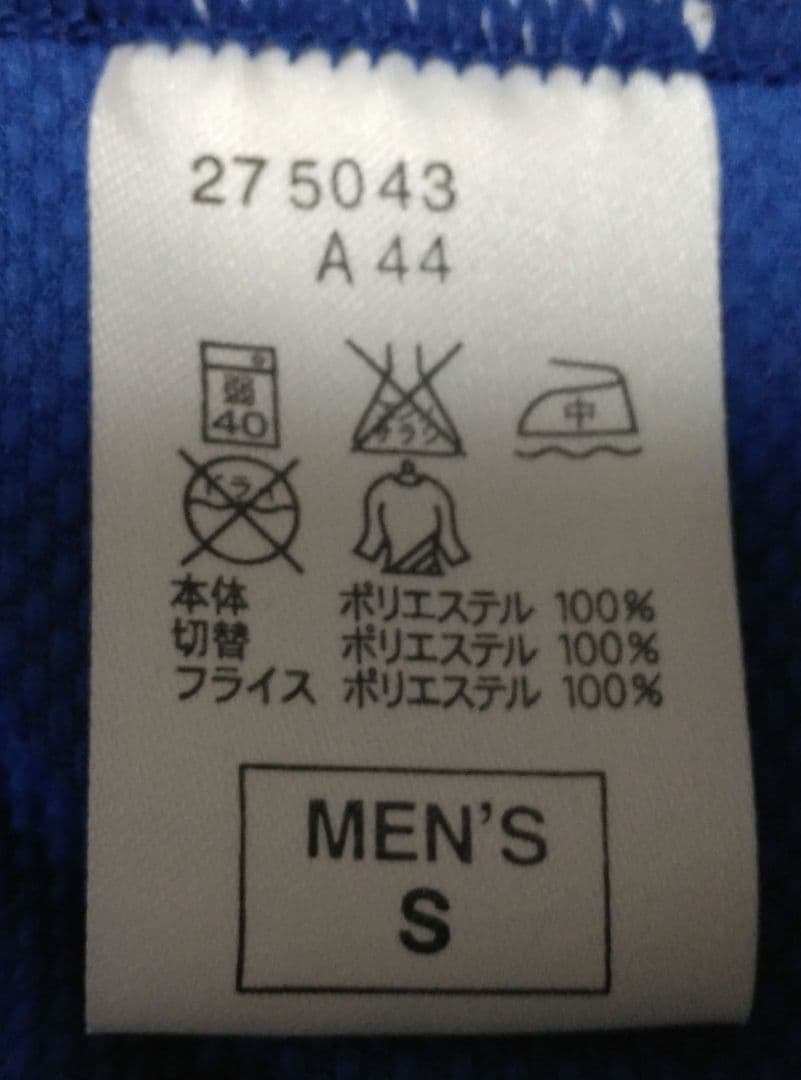 27 5043
A 44
弱
40
中
本体 ポリエステル 100%
切替 ポリエステル 100%
フライス ポリエステル 100%
MEN'S
S